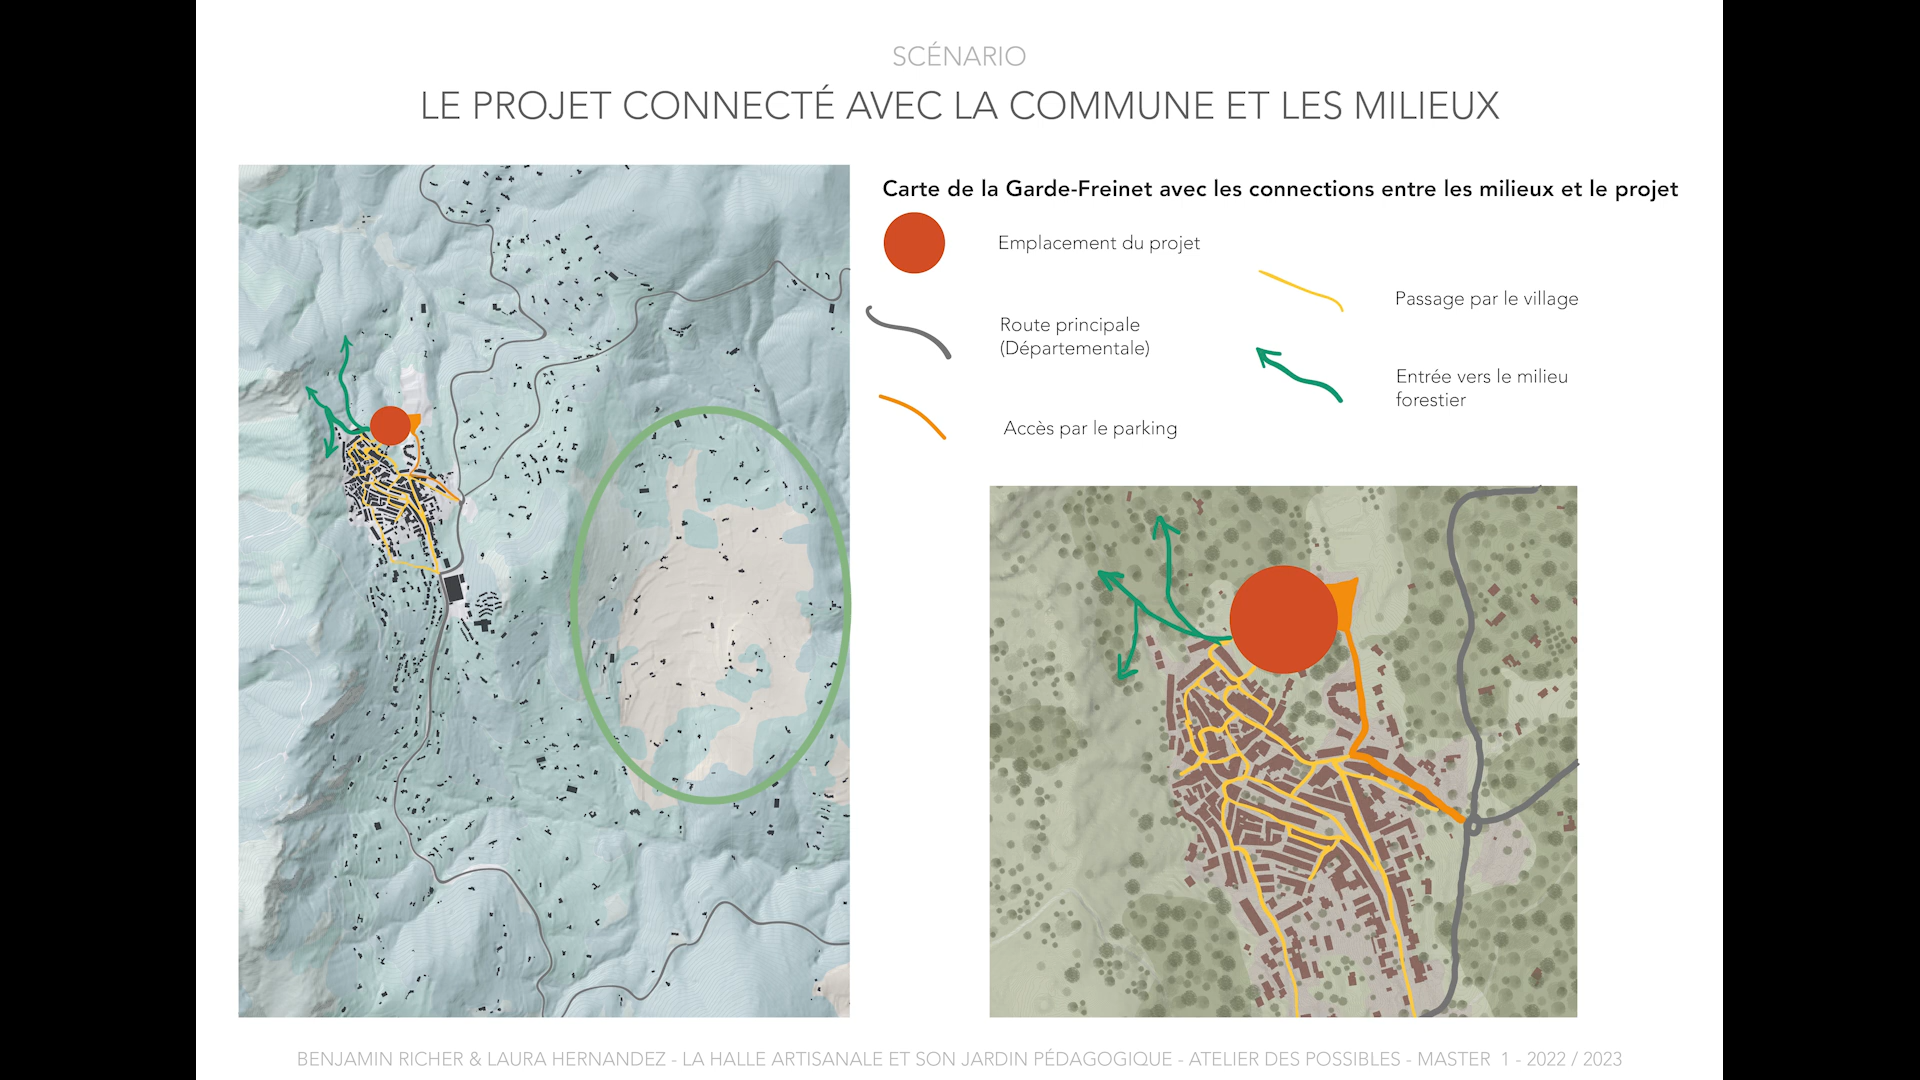 SCÉNARIO
LE PROJET CONNECTÉ AVEC LA COMMUNE ET LES MILIEUX
Carte de la Garde-Freinet avec les connections entre les milieux et le projet
Emplacement du projet
Route principale
(Départementale)
Accès par le parking
Passage par le village
Entrée vers le milieu
forestier
BENJAMIN RICHER & LAURA HERNANDEZ - LA HALLE ARTISANALE ET SON JARDIN PÉDAGOGIQUE - ATELIER DES POSSIBLES - MASTER 1 - 2022 / 2023